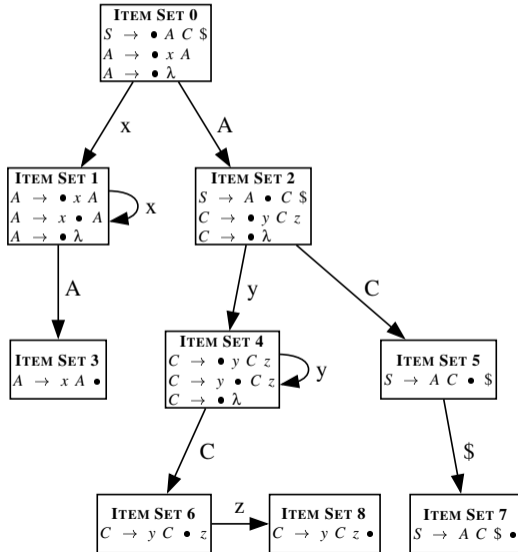 ITEM SET 0
S → • A C $
A → • x A
A → • λ
x
A
ITEM SET 1
A → • x A
A → x • A
A → • λ
x
ITEM SET 2
S → A • C $
C → • y C z
C → • λ
A
y
C
ITEM SET 3
A → x A •
ITEM SET 4
C → • y C z
C → y • C z
C → • λ
y
ITEM SET 5
S → A C • $
C
$
ITEM SET 6
C → y C • z
z
ITEM SET 8
C → y C z •
ITEM SET 7
S → A C $ •